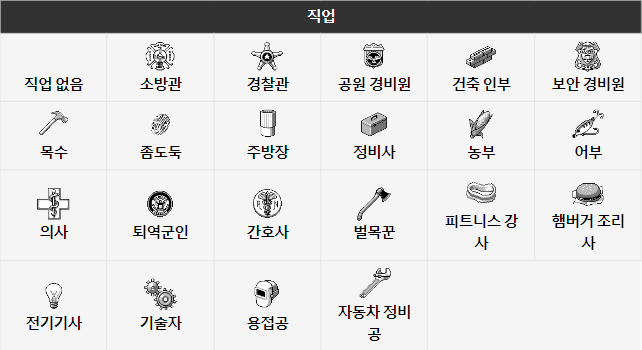 직업
직업 없음
소방관
경찰관
공원 경비원
건축 인부
보안 경비원
목수
좀도둑
주방장
정비사
농부
어부
의사
퇴역군인
R N
간호사
벌목꾼
피트니스 강
사
햄버거 조리
사
전기기사
기술자
용접공
자동차 정비
공